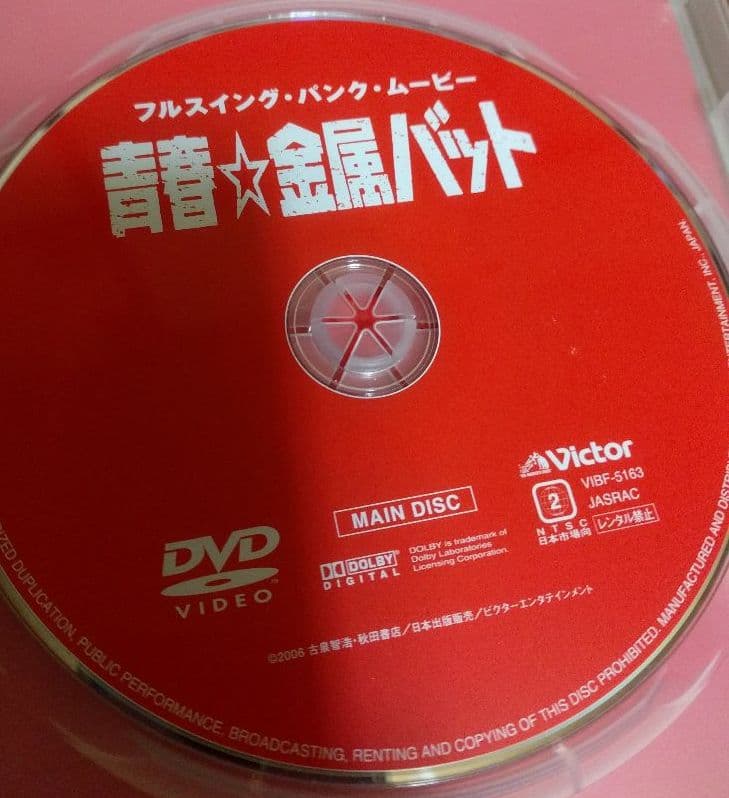 フルスイング・パンク・ムービー
青春☆金属バット
Victor
VIBF-5163
2
JASRAC
NTSC
日本市場向
レンタル禁止
MAIN DISC
DVD
VIDEO
DOLBY
DIGITAL
DOLBY is trademark of
Dolby Laboratories
Licensing Corporation.
©2006 古泉智浩・秋田書店/日本出版販売/ビクターエンタテインメント
DUPLICATION, PUBLIC PERFORMANCE, BROADCASTING, RENTING AND COPYING OF THIS DISC PROHIBITED. MANUFACTURED AND
INC., JAPAN.